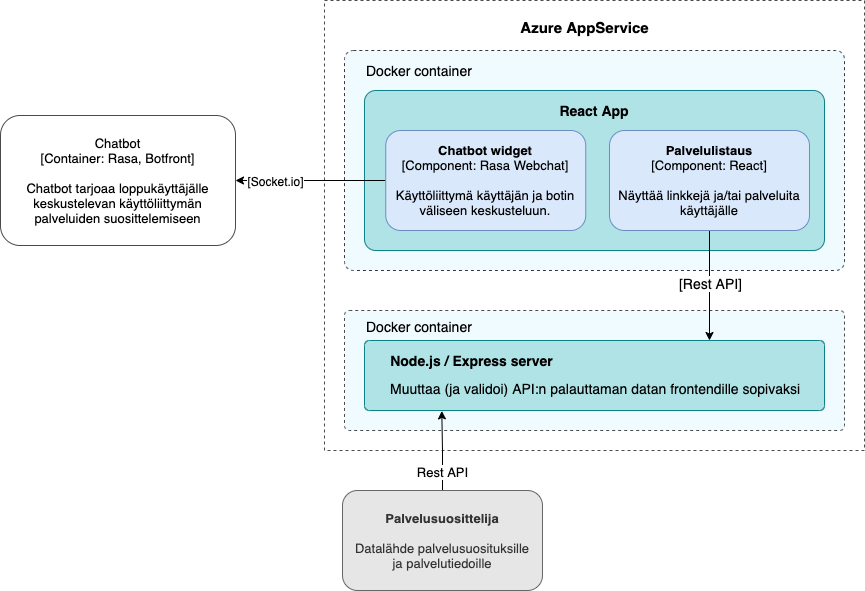 Azure AppService
Docker container
React App
Chatbot widget
[Component: Rasa Webchat]
Käyttöliittymä käyttäjän ja botin
väliseen keskusteluun.
Palvelulistaus
[Component: React]
Näyttää linkkejä ja/tai palveluita
käyttäjälle
Chatbot
[Container: Rasa, Botfront]
Chatbot tarjoaa loppukäyttäjälle
keskustelevan käyttöliittymän
palveluiden suosittelemiseen
[Socket.io]
[Rest API]
Docker container
Node.js / Express server
Muuttaa (ja validoi) API:n palauttaman datan frontendille sopivaksi
Rest API
Palvelusuosittelija
Datalähde palvelusuosituksille
ja palvelutiedoille